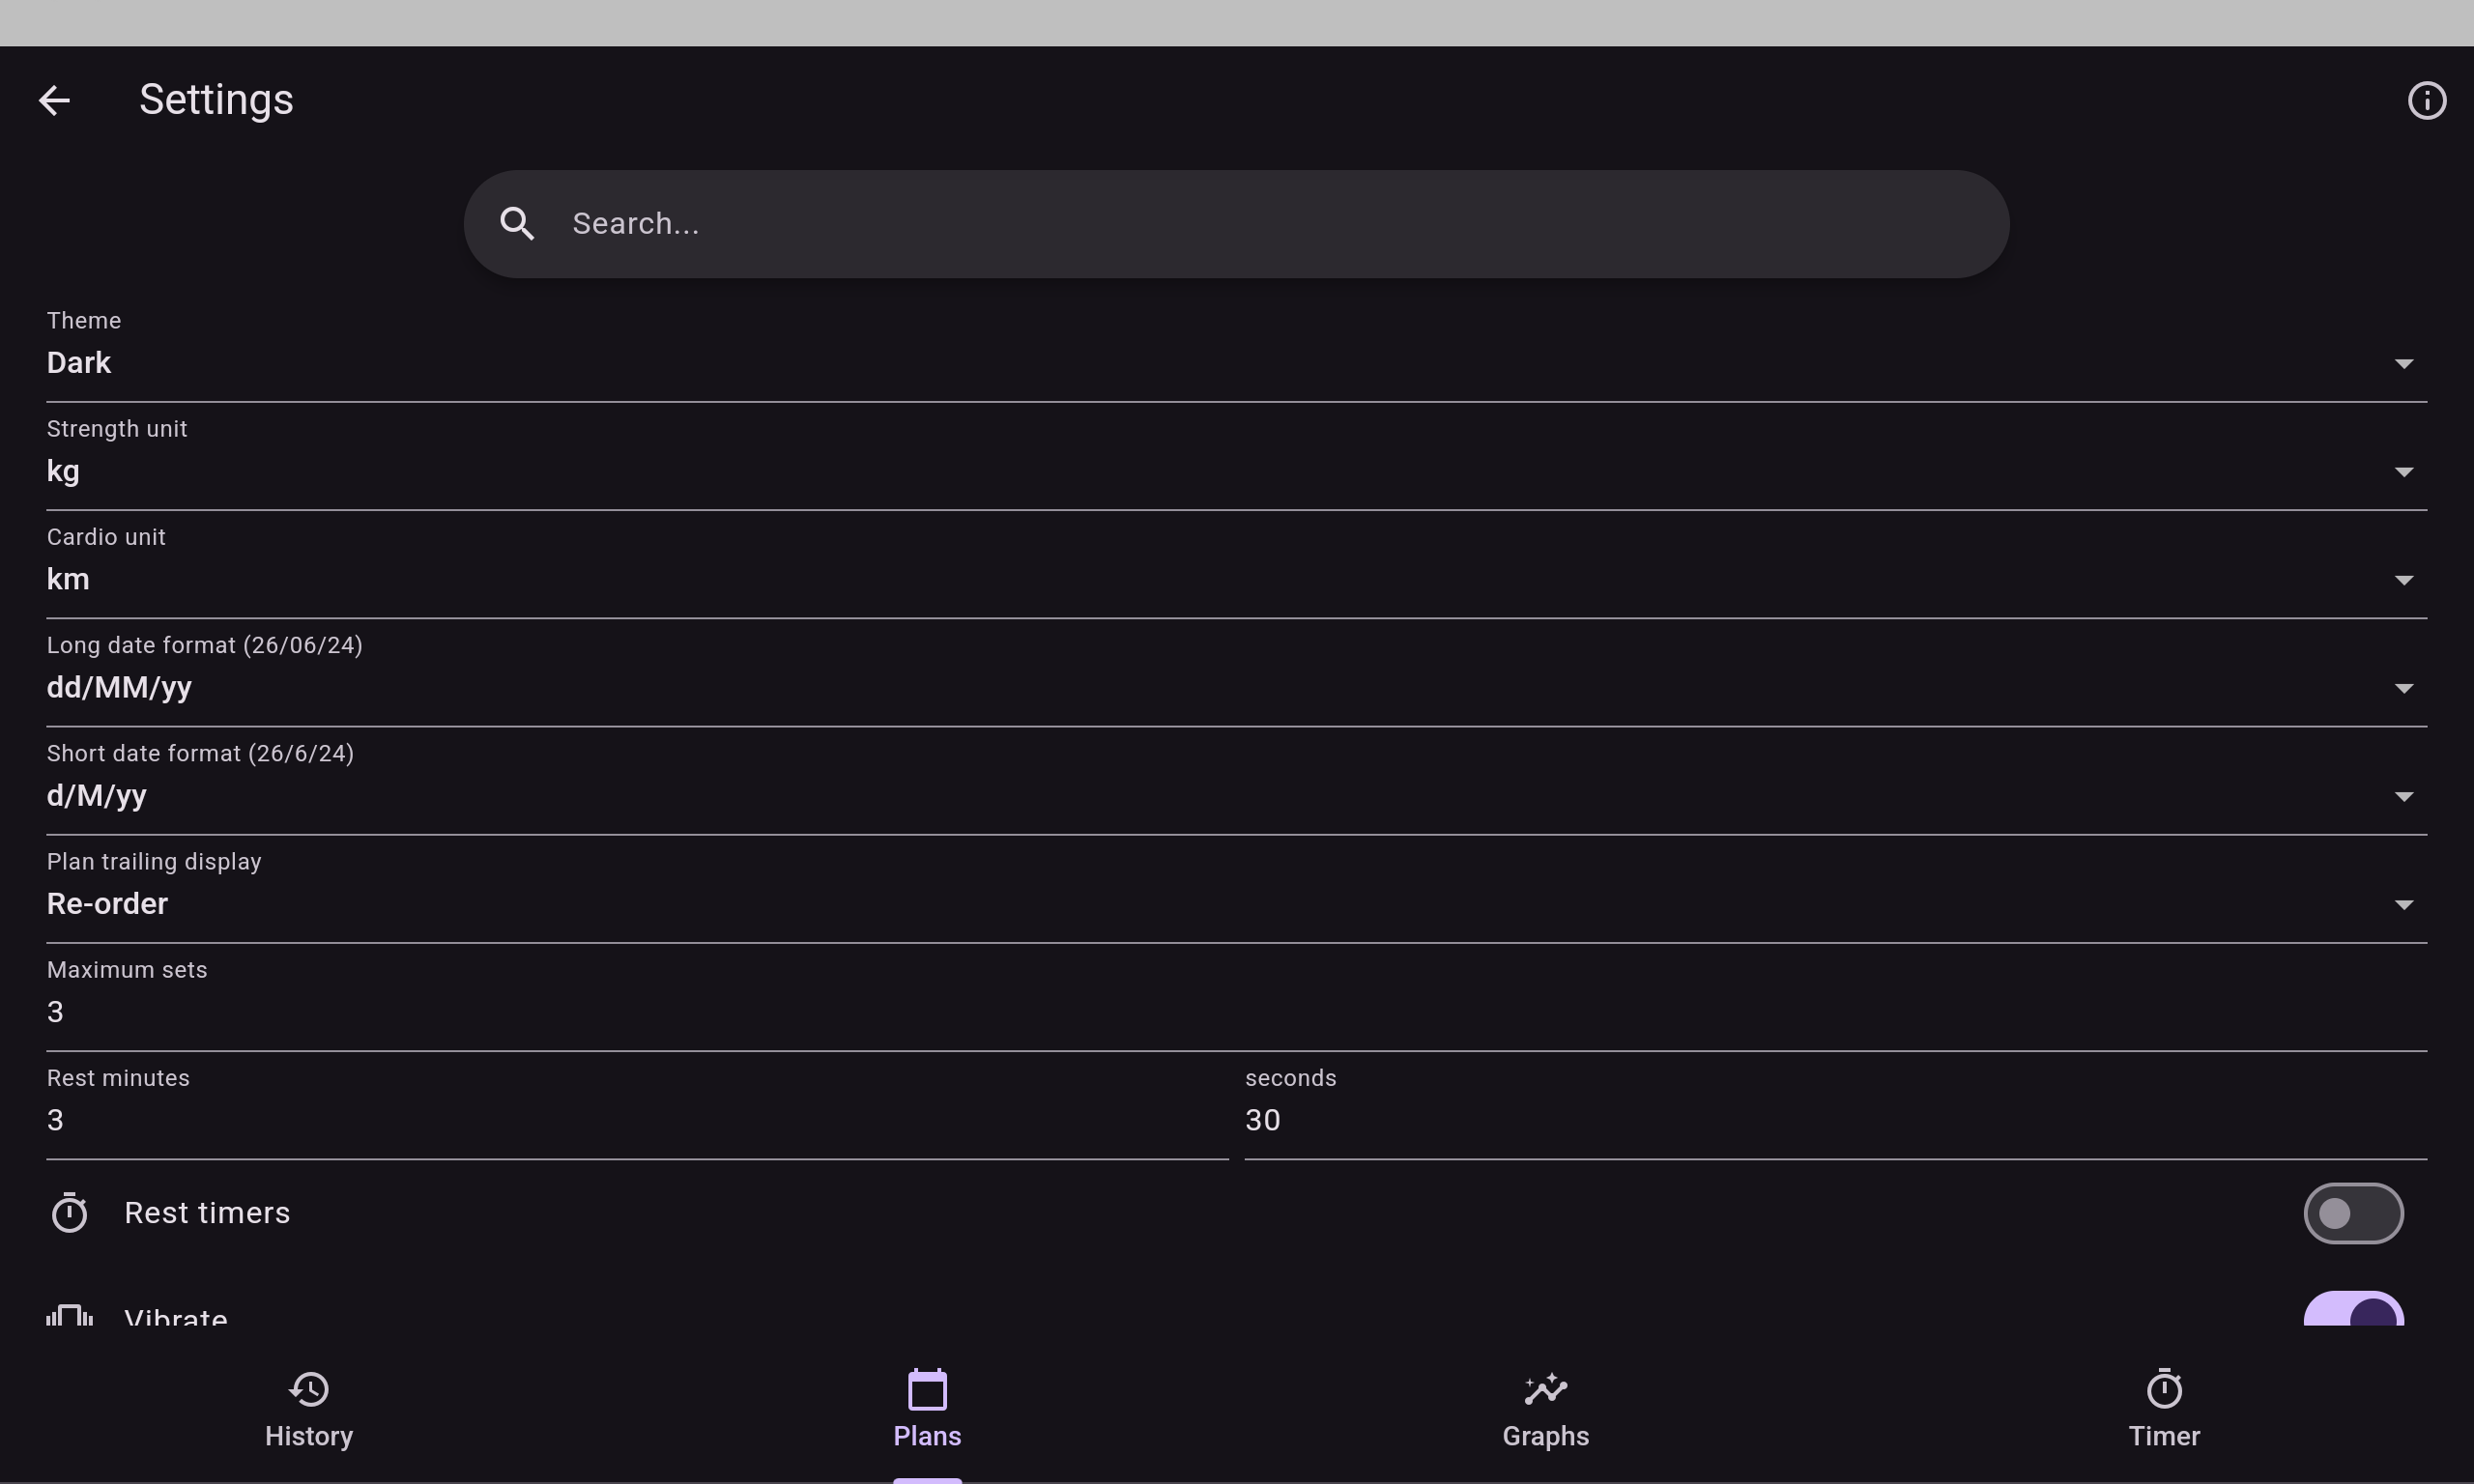 Settings
Search...
Theme
Dark
Strength unit
kg
Cardio unit
km
Long date format (26/06/24)
dd/MM/yy
Short date format (26/6/24)
d/M/yy
Plan trailing display
Re-order
Maximum sets
3
Rest minutes
3
seconds
30
Rest timers
Vibrate
History
Plans
Graphs
Timer